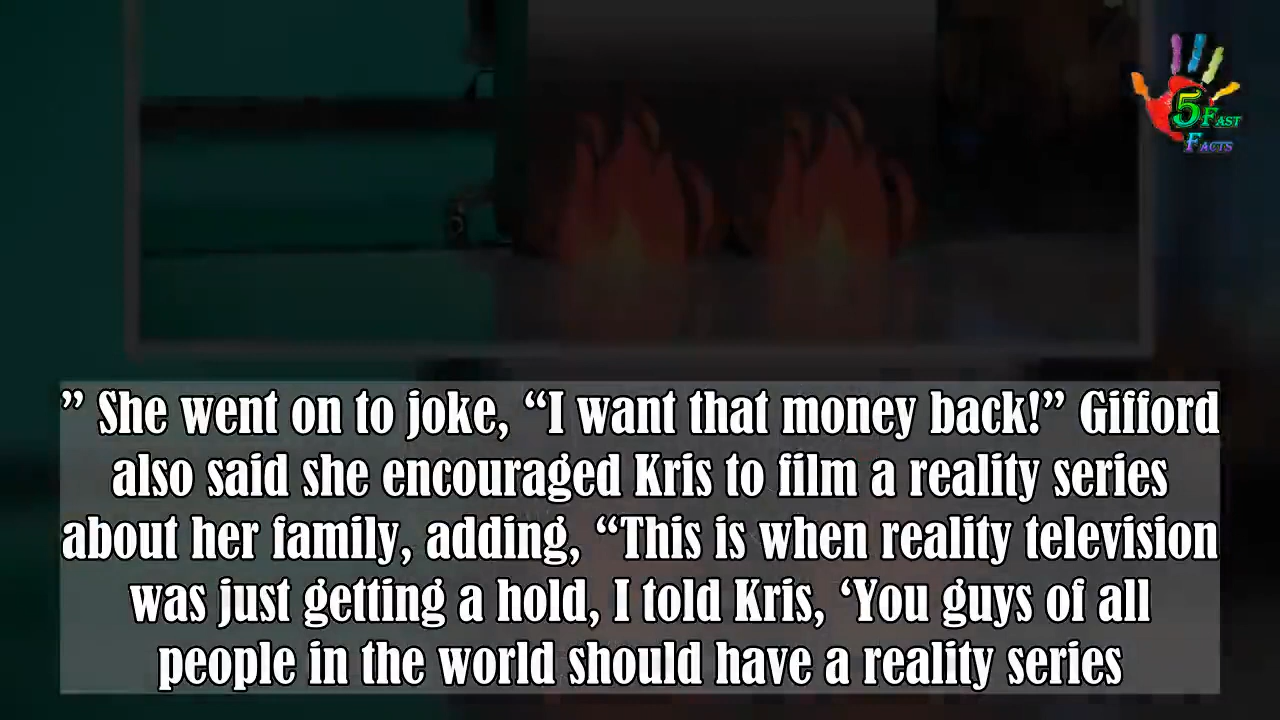 5 FAST
FACTS
” She went on to joke, “I want that money back!” Gifford
also said she encouraged Kris to film a reality series
about her family, adding, “This is when reality television
was just getting a hold, I told Kris, ‘You guys of all
people in the world should have a reality series